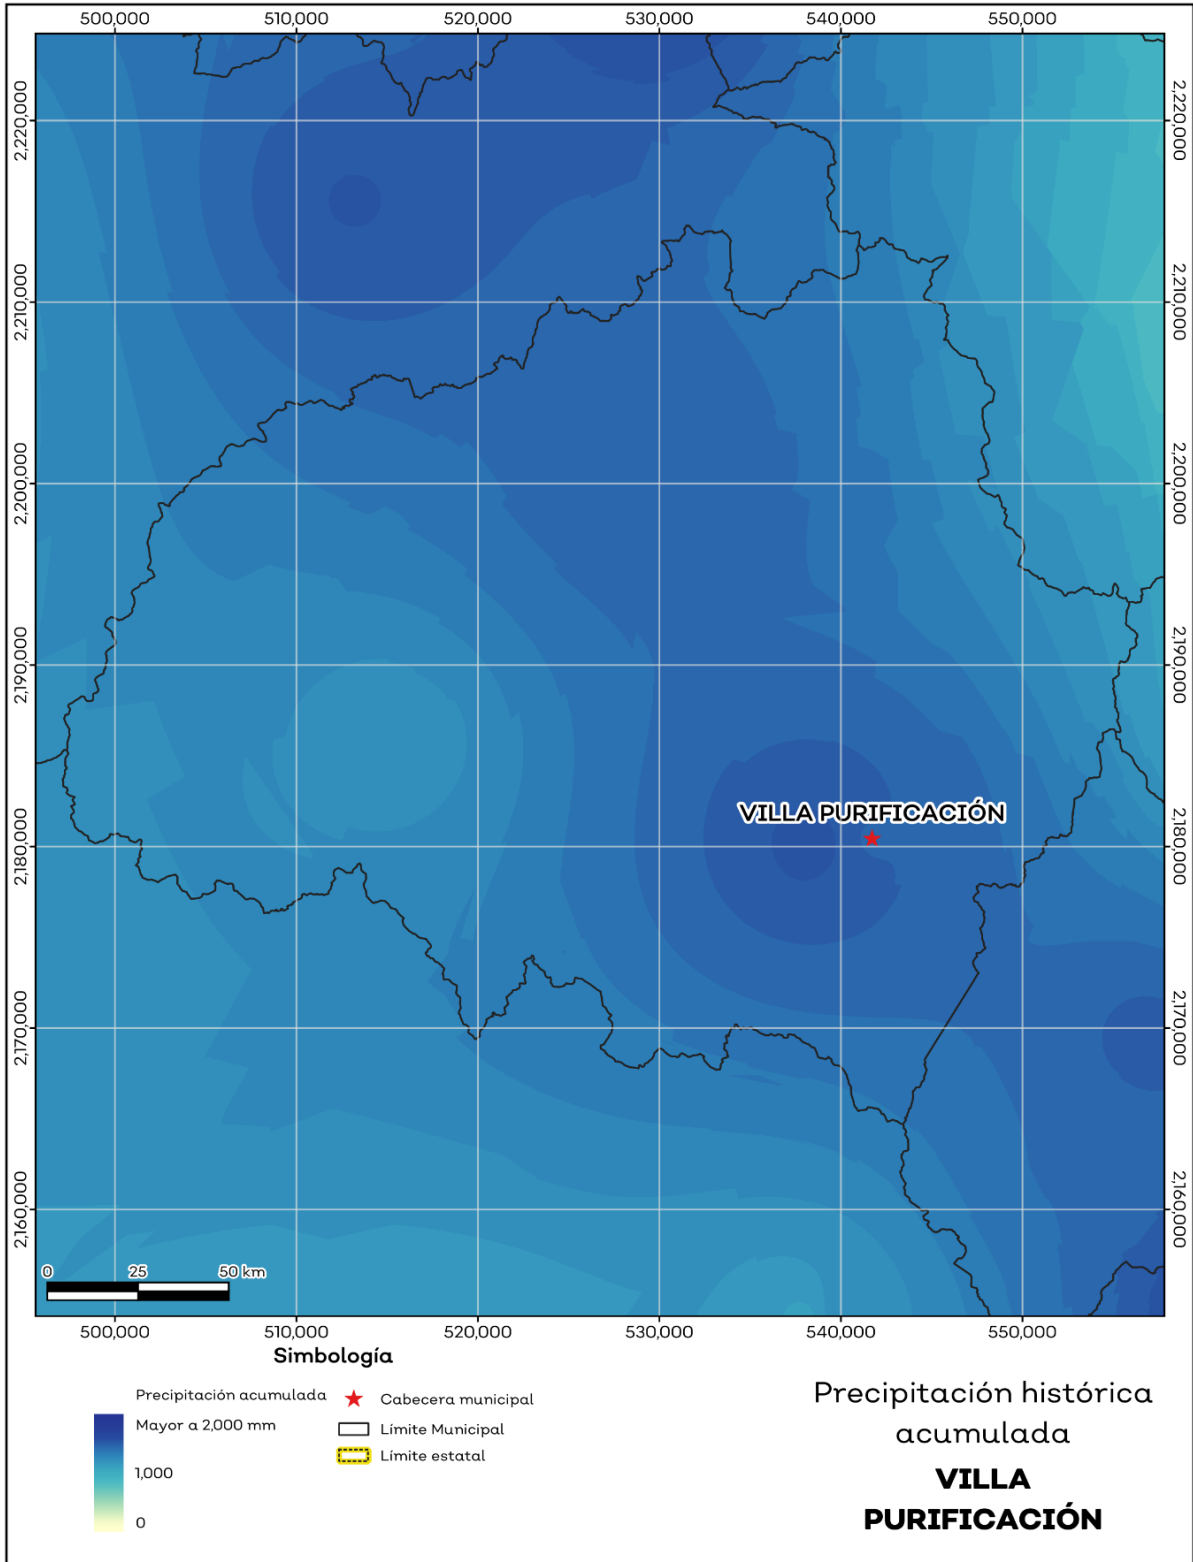 500,000 510,000 520,000 530,000 540,000 550,000
2,220,000 2,220,000
2,210,000 2,210,000
2,200,000 2,200,000
2,190,000 2,190,000
VILLA PURIFICACIÓN
2,180,000 2,180,000
2,170,000 2,170,000
2,160,000 2,160,000
0 25 50 km
500,000 510,000 520,000 530,000 540,000 550,000
Simbología
Precipitación acumulada
Mayor a 2,000 mm
1,000
0
Cabecera municipal
Límite Municipal
Límite estatal
Precipitación histórica
acumulada
VILLA
PURIFICACIÓN